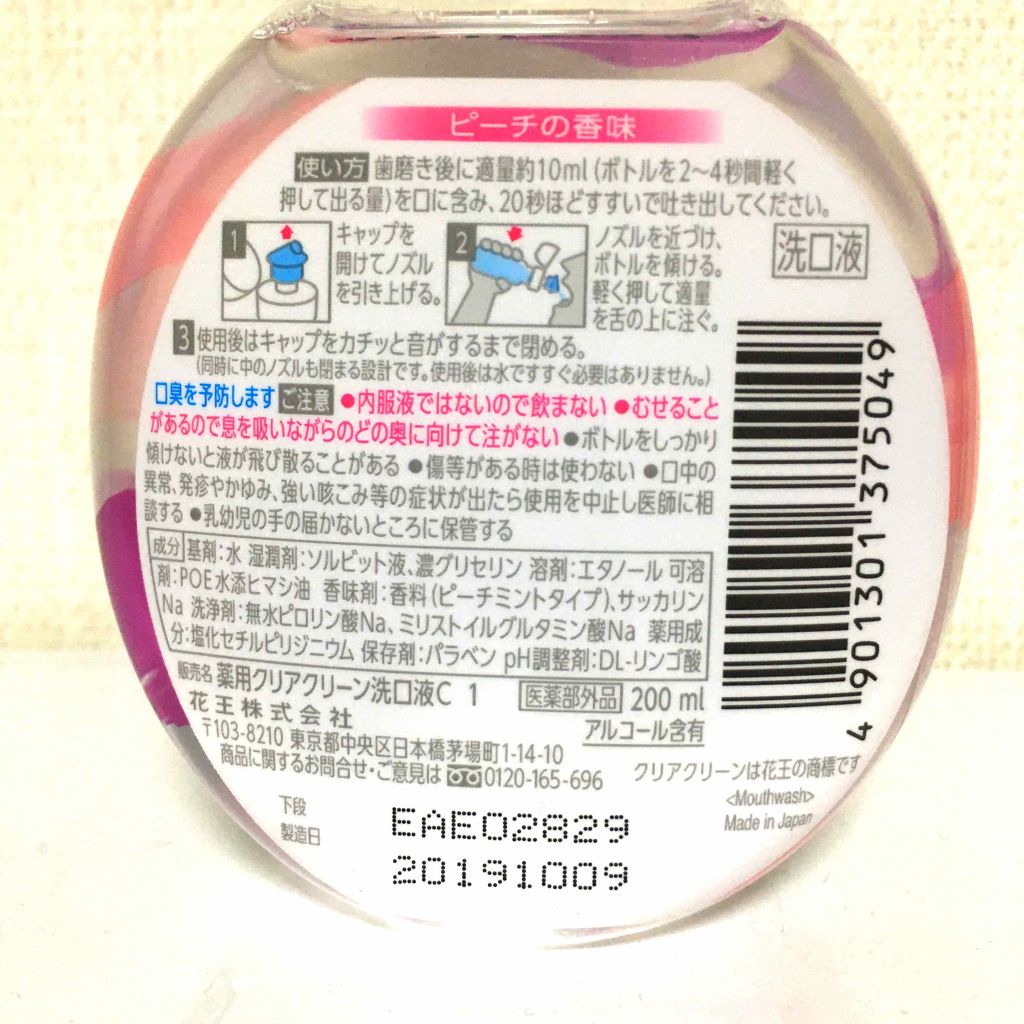 ピーチの香味
使い方 歯磨き後に適量約10ml (ボトルを2〜4秒間軽く
押して出る量)を口に含み、20秒ほどすすいで吐き出してください。
1 キャップを
開けてノズル
を引き上げる。
2 ノズルを近づけ、
ボトルを傾ける。
軽く押して適量
を舌の上に注ぐ。
洗口液
3 使用後はキャップをカチッと音がするまで閉める。
(同時に中のノズルも閉まる設計です。使用後は水ですすぐ必要はありません。)
口臭を予防します ご注意 ●内服液ではないので飲まない ●むせること
があるので息を吸いながらのどの奥に向けて注がない ●ボトルをしっかり
傾けないと液が飛び散ることがある ●傷等がある時は使わない ●口中の
異常、発疹やかゆみ、強い咳こみ等の症状が出たら使用を中止し医師に相
談する ●乳幼児の手の届かないところに保管する
成分 基剤:水 湿潤剤:ソルビット液、濃グリセリン 溶剤:エタノール 可溶
剤:POE水添ヒマシ油 香味剤:香料(ピーチミントタイプ)、サッカリン
Na 洗浄剤:無水ピロリン酸Na、ミリストイルグルタミン酸Na 薬用成
分:塩化セチルピリジニウム 保存剤:パラベン pH調整剤:DL-リンゴ酸
販売名 薬用クリアクリーン洗口液C 1 医薬部外品 200 ml
花王株式会社 アルコール含有
〒103-8210 東京都中央区日本橋茅場町1-14-10
商品に関するお問合せ・ご意見は 0120-165-696
クリアクリーンは花王の商標です
<Mouthwash>
Made in Japan
下段
製造日
EAE02829
20191009
4 901301 375049